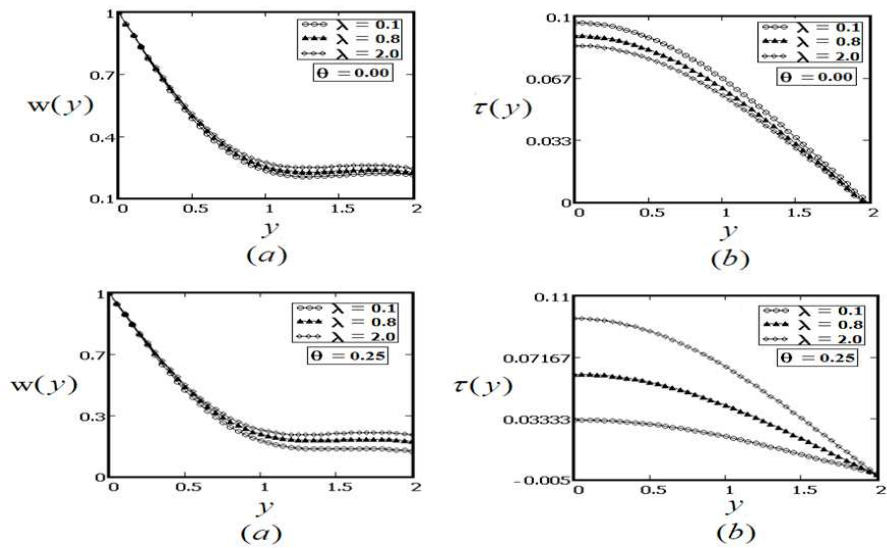 1
0.7
w(y)
0.4
0.1
0 0.5 1 1.5 2
y
(a)
λ = 0.1
λ = 0.8
λ = 2.0
θ = 0.00
0.1
0.067
τ(y)
0.033
0
0 0.5 1 1.5 2
y
(b)
λ = 0.1
λ = 0.8
λ = 2.0
θ = 0.00
1
0.7
w(y)
0.3
0
0 0.5 1 1.5 2
y
(a)
λ = 0.1
λ = 0.8
λ = 2.0
θ = 0.25
0.11
0.07167
τ(y)
0.03333
-0.005
0 0.5 1 1.5 2
y
(b)
λ = 0.1
λ = 0.8
λ = 2.0
θ = 0.25